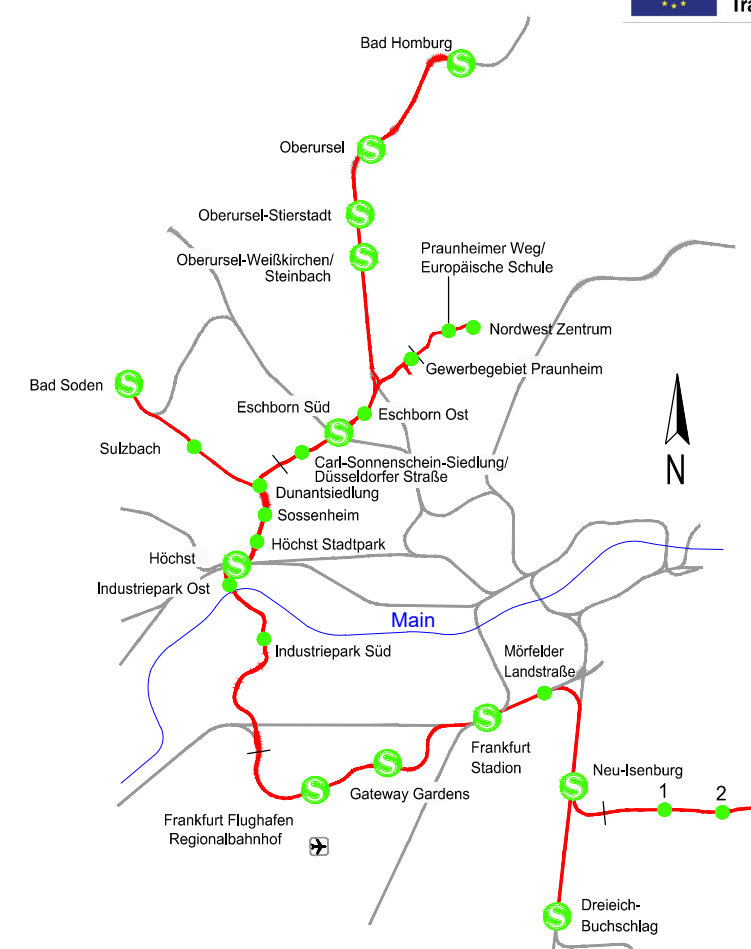 Tra
Bad Homburg
Oberursel
Oberursel-Stierstadt
Oberursel-Weißkirchen/
Steinbach
Praunheimer Weg/
Europäische Schule
Nordwest Zentrum
Gewerbegebiet Praunheim
Bad Soden
Eschborn Süd
Eschborn Ost
Sulzbach
Carl-Sonnenschein-Siedlung/
Düsseldorfer Straße
Dunantsiedlung
N
Sossenheim
Höchst Stadtpark
Höchst
Industriepark Ost
Main
Industriepark Süd
Mörfelder
Landstraße
Frankfurt
Stadion
Neu-Isenburg
1
2
Gateway Gardens
Frankfurt Flughafen
Regionalbahnhof
Dreieich-
Buchschlag
S
S
S
S
S
S
S
S
S
S
S
S